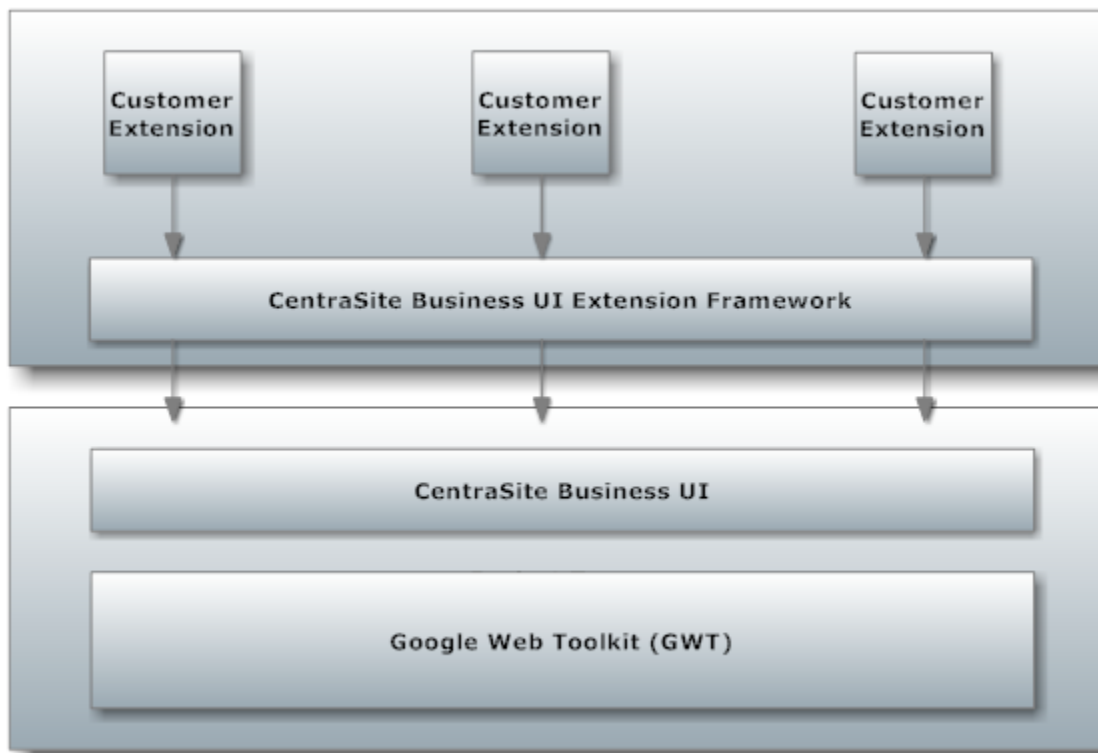 Customer Customer Customer
Extension Extension Extension
CentraSite Business UI Extension Framework
CentraSite Business UI
Google Web Toolkit (GWT)